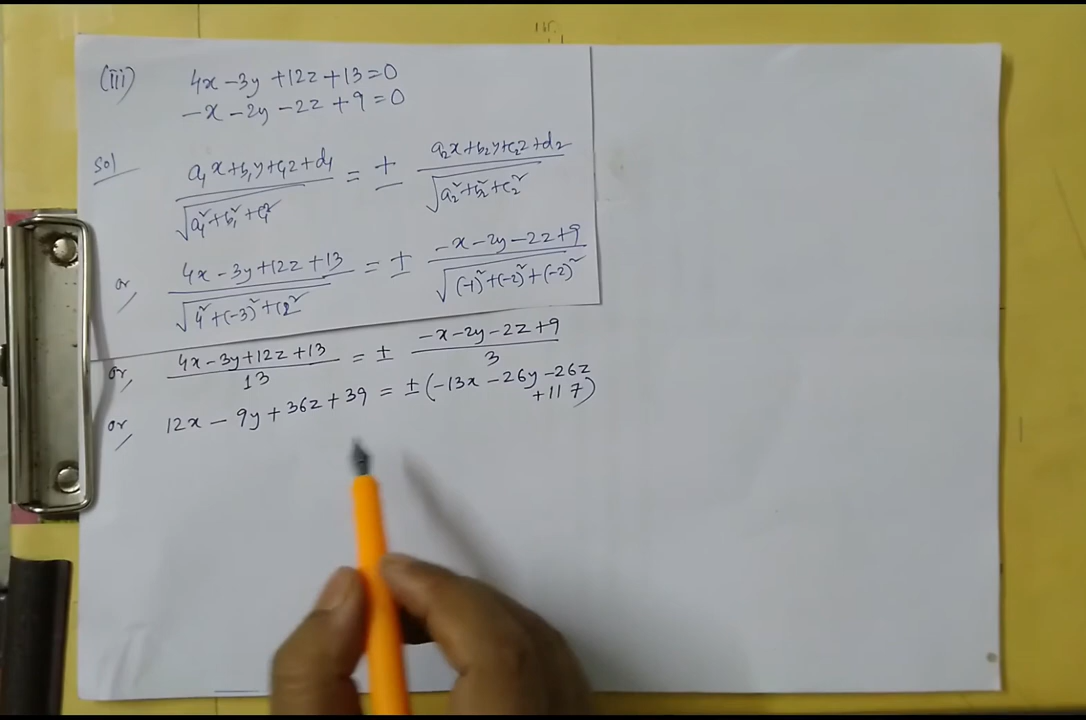 (iii) 4x - 3y + 12z + 13 = 0
-x - 2y - 2z + 9 = 0
Sol
(a₁x + b₁y + c₁z + d₁) / √(a₁² + b₁² + c₁²) = ± (a₂x + b₂y + c₂z + d₂) / √(a₂² + b₂² + c₂²)
or, (4x - 3y + 12z + 13) / √(4² + (-3)² + 12²) = ± (-x - 2y - 2z + 9) / √((-1)² + (-2)² + (-2)²)
or, (4x - 3y + 12z + 13) / 13 = ± (-x - 2y - 2z + 9) / 3
or, 12x - 9y + 36z + 39 = ± (-13x - 26y - 26z
+ 117)